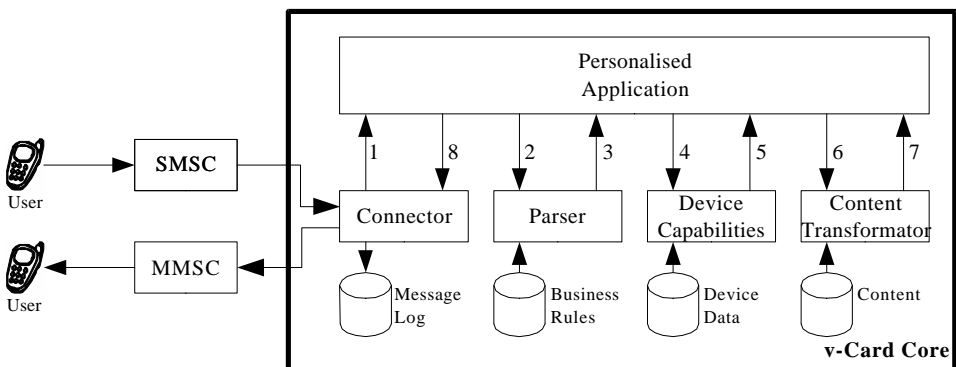 Personalised
Application
1
8
2
3
4
5
6
7
SMSC
User
Connector
Parser
Device
Capabilities
Content
Transformator
MMSC
User
Message
Log
Business
Rules
Device
Data
Content
v-Card Core